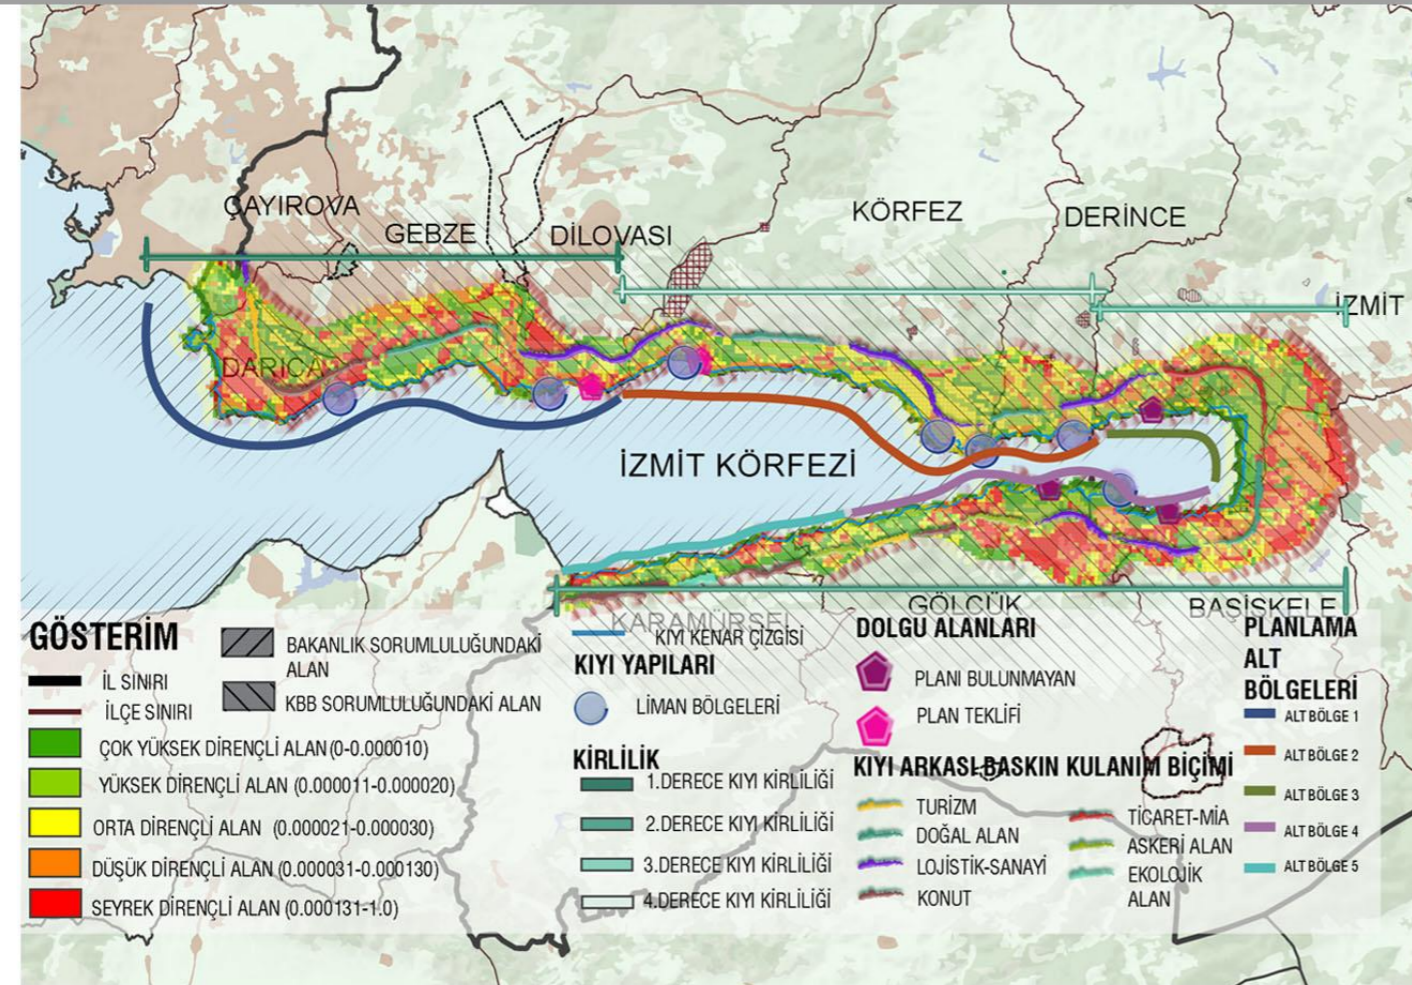 ÇAYIROVA
GEBZE
DİLOVASI
KÖRFEZ
DERİNCE
İZMİT
DARICA
İZMİT KÖRFEZİ
KARAMÜRSEL
GÖLCÜK
BAŞİSKELE
GÖSTERİM
İL SINIRI
İLÇE SINIRI
ÇOK YÜKSEK DİRENÇLİ ALAN (0-0.000010)
YÜKSEK DİRENÇLİ ALAN (0.000011-0.000020)
ORTA DİRENÇLİ ALAN (0.000021-0.000030)
DÜŞÜK DİRENÇLİ ALAN (0.000031-0.000130)
SEYREK DİRENÇLİ ALAN (0.000131-1.0)
BAKANLIK SORUMLULUĞUNDAKİ
ALAN
KBB SORUMLULUĞUNDAKİ ALAN
KIYI KENAR ÇİZGİSİ
KIYI YAPILARI
LİMAN BÖLGELERİ
KİRLİLİK
1.DERECE KIYI KİRLİLİĞİ
2.DERECE KIYI KİRLİLİĞİ
3.DERECE KIYI KİRLİLİĞİ
4.DERECE KIYI KİRLİLİĞİ
DOLGU ALANLARI
PLANI BULUNMAYAN
PLAN TEKLİFİ
KIYI ARKASI BASKIN KULANIM BİÇİMİ
TURİZM
DOĞAL ALAN
LOJİSTİK-SANAYİ
KONUT
TİCARET-MİA
ASKERİ ALAN
EKOLOJİK
ALAN
PLANLAMA
ALT
BÖLGELERİ
ALT BÖLGE 1
ALT BÖLGE 2
ALT BÖLGE 3
ALT BÖLGE 4
ALT BÖLGE 5